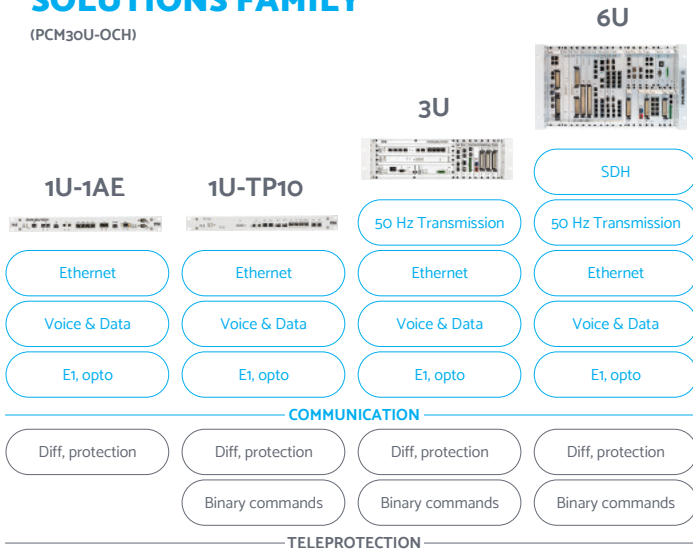 SOLUTIONS FAMILY
(PCM30U-OCH)
6U
3U
1U-1AE
1U-TP10
SDH
50 Hz Transmission
50 Hz Transmission
Ethernet
Ethernet
Ethernet
Ethernet
Voice & Data
Voice & Data
Voice & Data
Voice & Data
E1, opto
E1, opto
E1, opto
E1, opto
COMMUNICATION
Diff, protection
Diff, protection
Diff, protection
Diff, protection
Binary commands
Binary commands
Binary commands
TELEPROTECTION